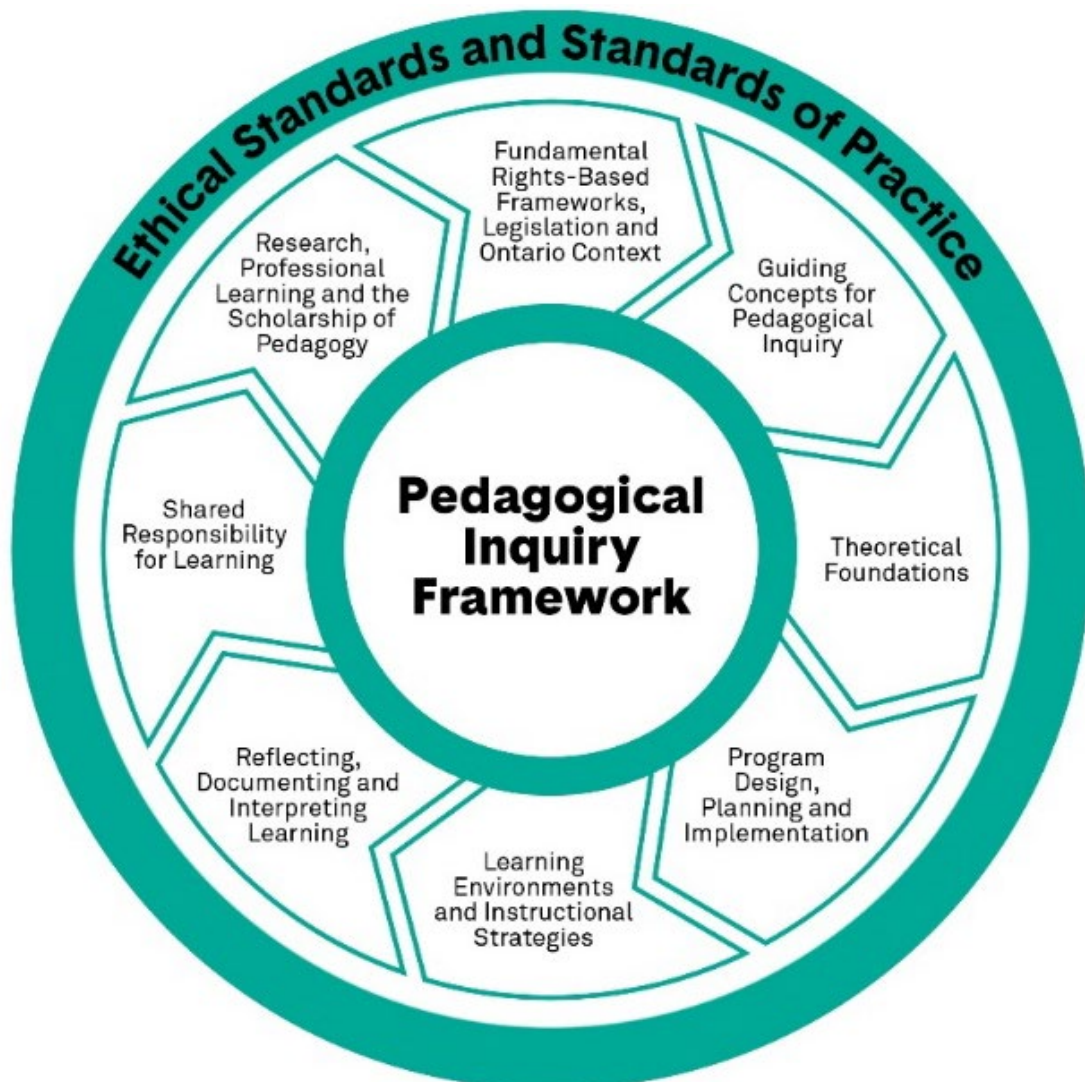 Ethical Standards and Standards of Practice
Fundamental
Rights-Based
Frameworks,
Legislation and
Ontario Context
Guiding
Concepts for
Pedagogical
Inquiry
Theoretical
Foundations
Program
Design,
Planning and
Implementation
Learning
Environments
and Instructional
Strategies
Reflecting,
Documenting and
Interpreting
Learning
Shared
Responsibility
for Learning
Research,
Professional
Learning and the
Scholarship of
Pedagogy
Pedagogical
Inquiry
Framework